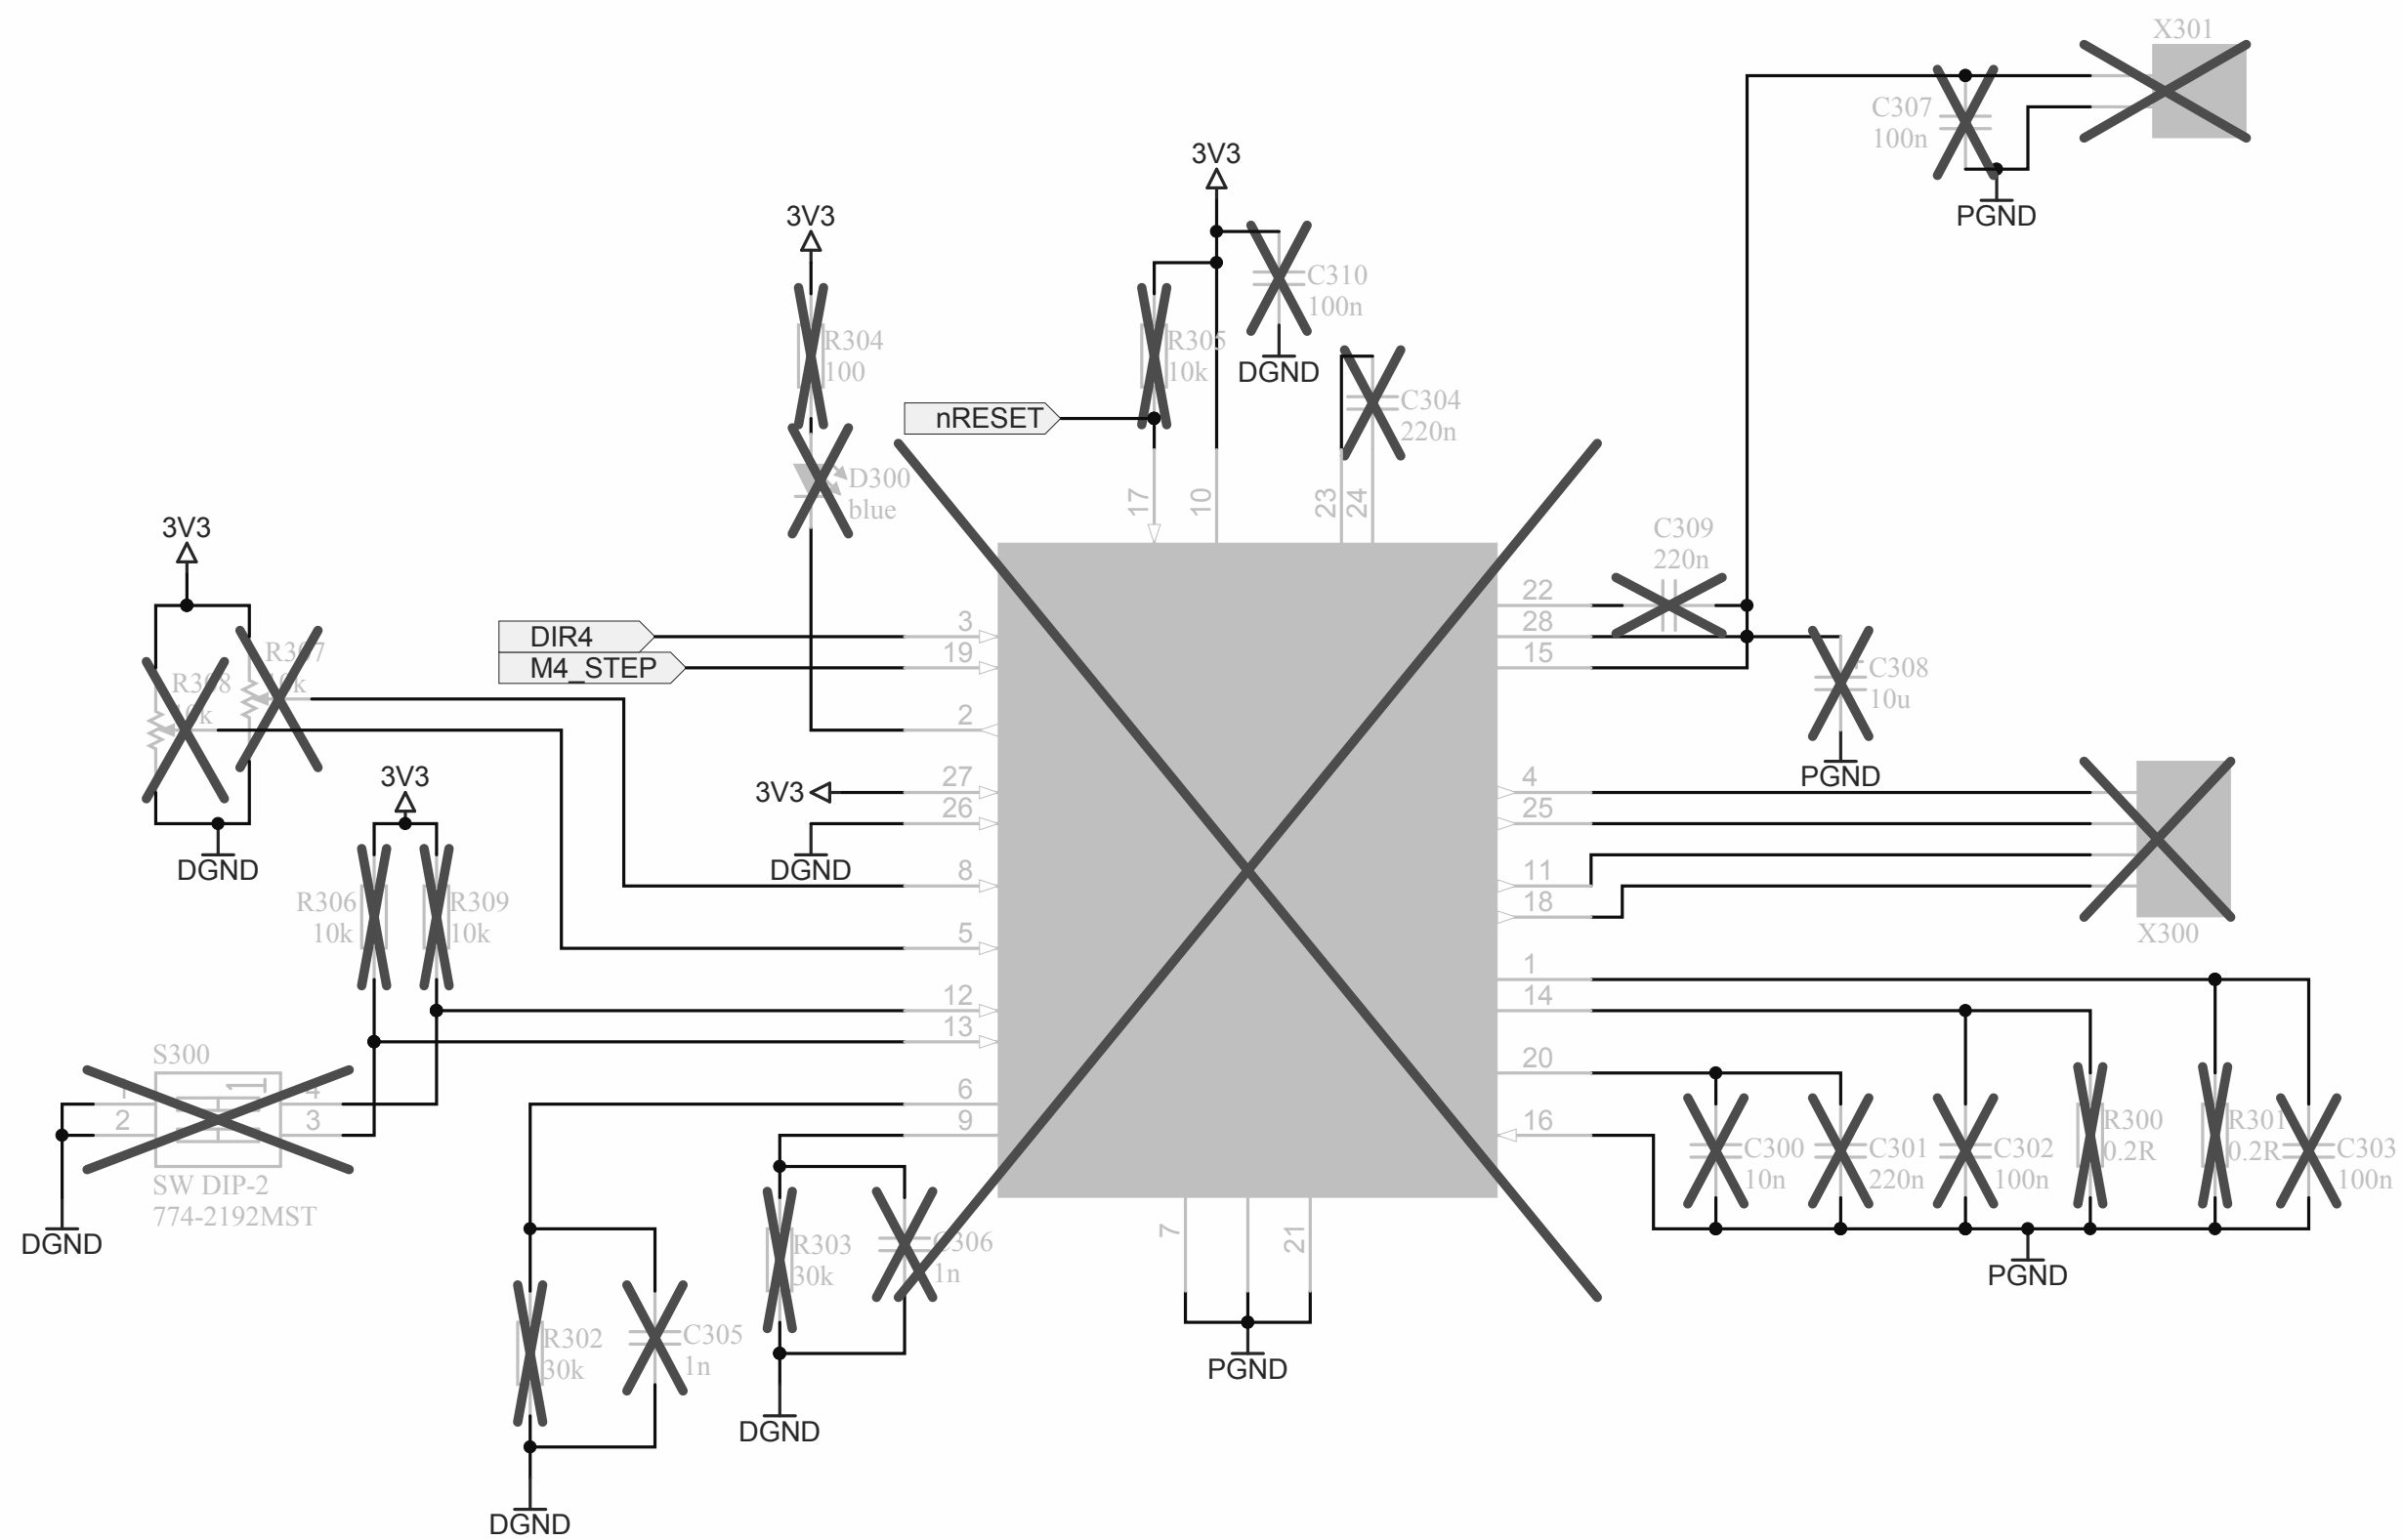 X301
C307
100n
PGND
3V3
3V3
C310
100n
DGND
R304
100
R305
10k
C304
220n
nRESET
D300
blue
17
10
23
24
3V3
C309
220n
22
28
15
DIR4
3
M4_STEP
19
R307
10k
R308
10k
2
C308
10u
PGND
3V3
3V3
27
26
DGND
DGND
4
25
8
11
18
R306
10k
R309
10k
X300
5
1
12
14
13
S300
20
1
4
2
3
1
SW DIP-2
774-2192MST
DGND
6
9
16
C300
10n
C301
220n
C302
100n
R300
0.2R
R301
0.2R
C303
100n
PGND
7
21
R303
30k
C306
1n
R302
30k
C305
1n
PGND
DGND
DGND